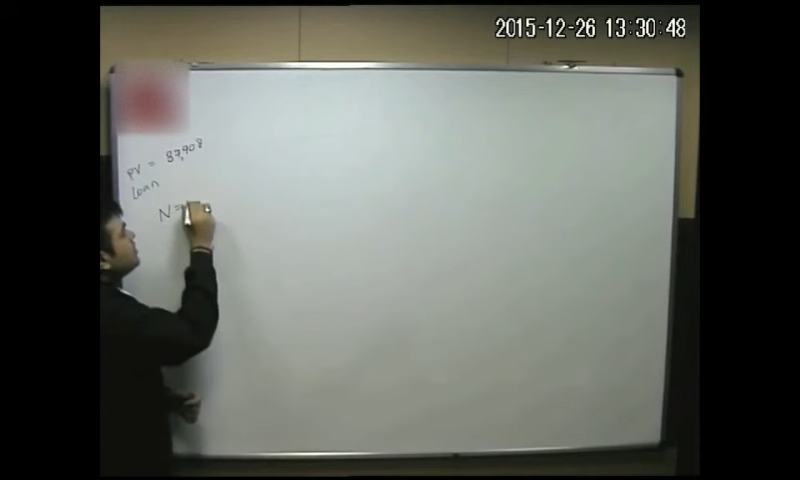 2015-12-26 13:30:48
PV = 87,908
Loan
N =